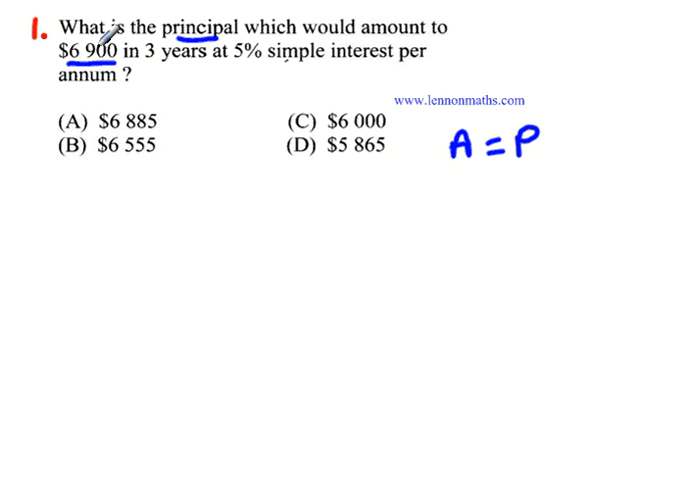 1. What is the principal which would amount to
$6 900 in 3 years at 5% simple interest per
annum ?
www.lennonmaths.com
(A) $6 885 (C) $6 000
(B) $6 555 (D) $5 865
A = P